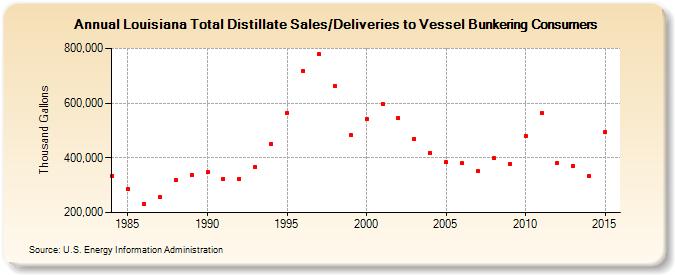 Annual Louisiana Total Distillate Sales/Deliveries to Vessel Bunkering Consumers
Thousand Gallons
800,000
600,000
400,000
200,000
1985 1990 1995 2000 2005 2010 2015
Source: U.S. Energy Information Administration